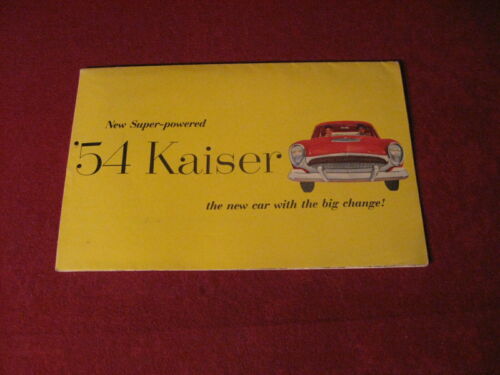 New Super-powered
'54 Kaiser
the new car with the big change!